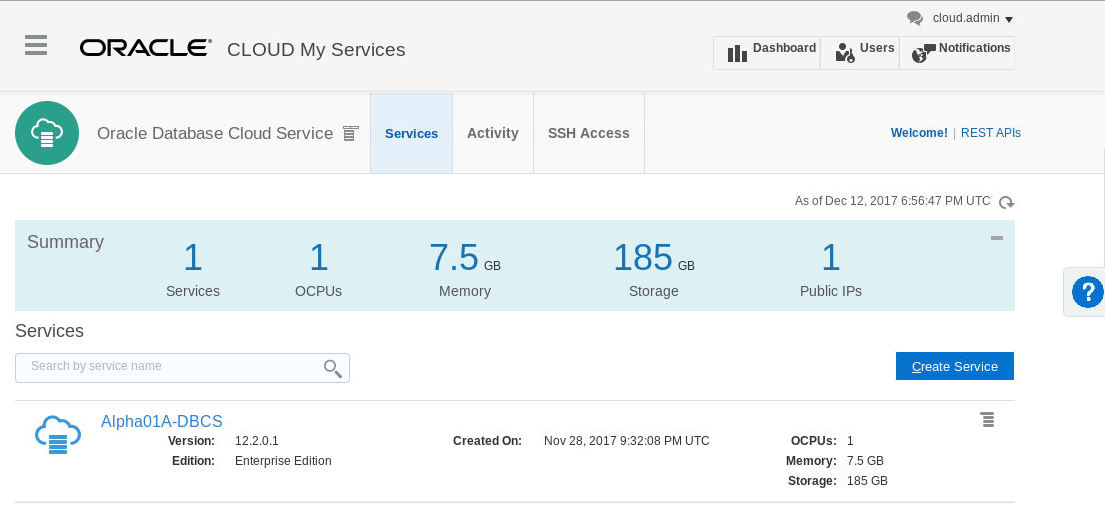 cloud.admin
ORACLE® CLOUD My Services
Dashboard Users Notifications
Oracle Database Cloud Service Services Activity SSH Access Welcome! | REST APIs
As of Dec 12, 2017 6:56:47 PM UTC
Summary 1 1 7.5 GB 185 GB 1
Services OCPUs Memory Storage Public IPs
?
Services
Search by service name Create Service
Alpha01A-DBCS
Version: 12.2.0.1 Created On: Nov 28, 2017 9:32:08 PM UTC OCPUs: 1
Edition: Enterprise Edition Memory: 7.5 GB
Storage: 185 GB